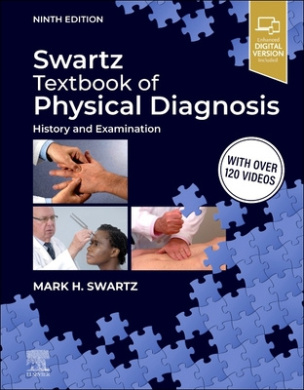 NINTH EDITION
Enhanced
DIGITAL
VERSION
Included
Swartz
Textbook of
Physical Diagnosis
History and Examination
WITH OVER
120 VIDEOS
MARK H. SWARTZ
ELSEVIER